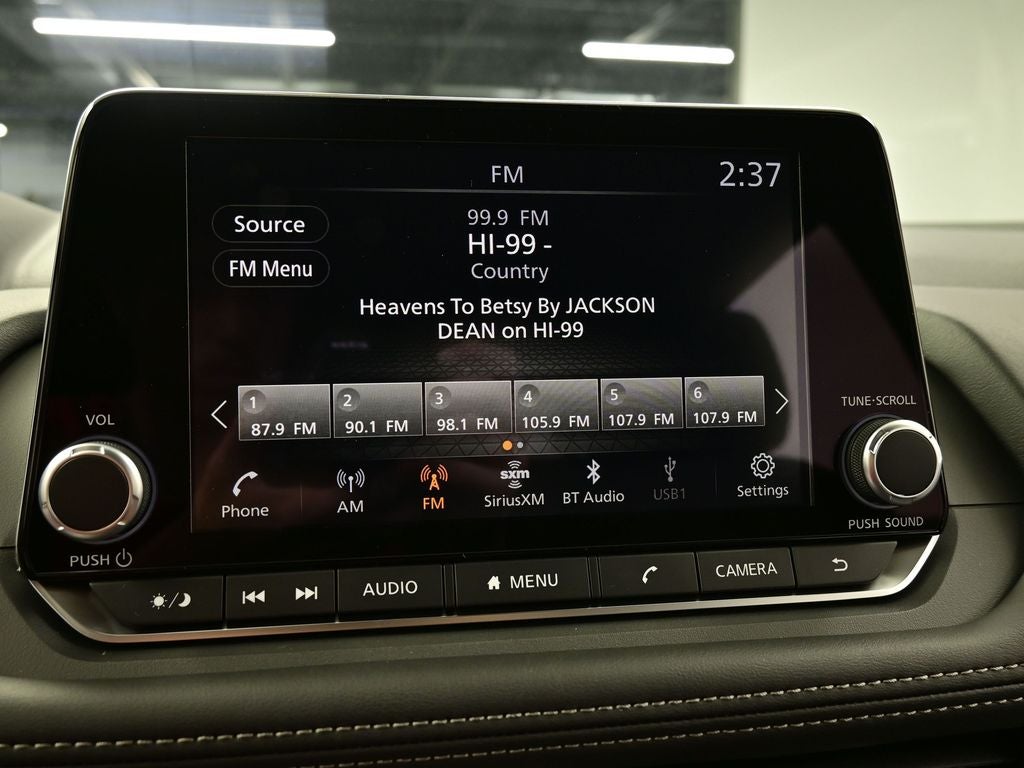 FM
2:37
Source
99.9 FM
HI-99 -
FM Menu
Country
Heavens To Betsy By JACKSON
DEAN on HI-99
1
2
3
4
5
6
87.9 FM
90.1 FM
98.1 FM
105.9 FM
107.9 FM
107.9 FM
VOL
TUNE·SCROLL
Phone
AM
FM
sxm
SiriusXM
BT Audio
USB1
Settings
PUSH
PUSH SOUND
AUDIO
MENU
CAMERA